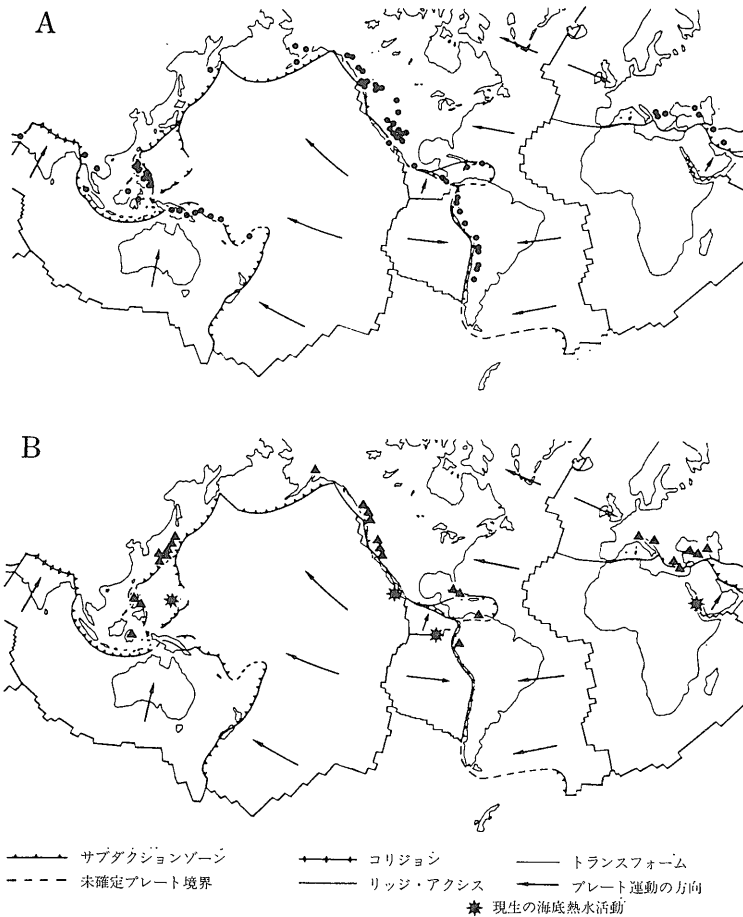 A
B
サブダクションゾーン
コリジョン
トランスフォーム
未確定プレート境界
リッジ・アクシス
プレート運動の方向
現生の海底熱水活動